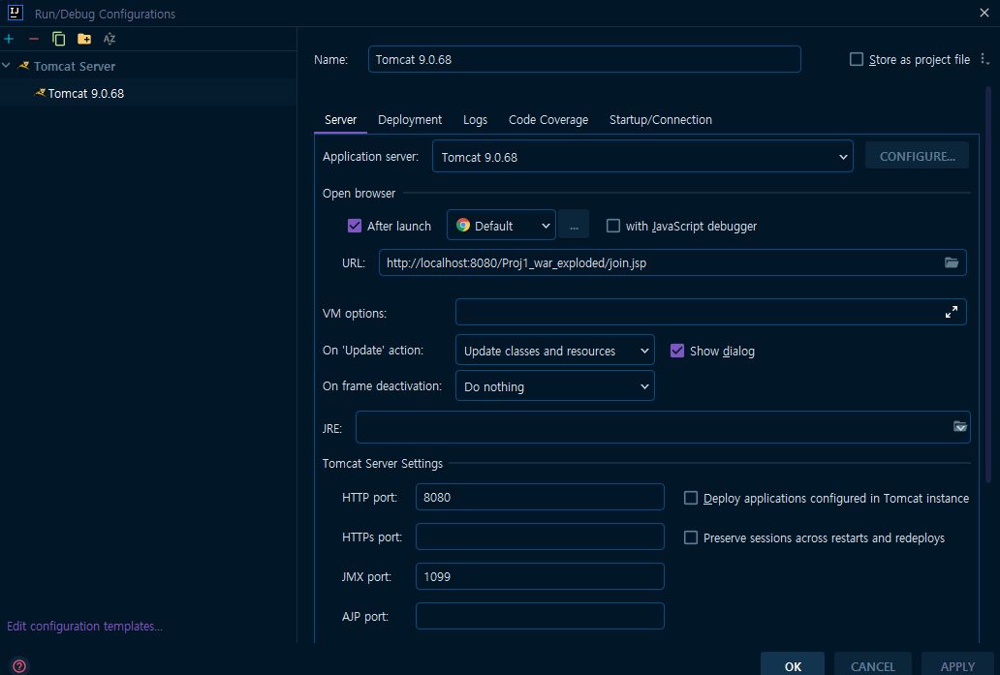 IJ
Run/Debug Configurations
Tomcat Server
Tomcat 9.0.68
Edit configuration templates...
Name: Tomcat 9.0.68 Store as project file
Server Deployment Logs Code Coverage Startup/Connection
Application server: Tomcat 9.0.68 CONFIGURE...
Open browser
After launch Default ... with JavaScript debugger
URL: http://localhost:8080/Proj1_war_exploded/join.jsp
VM options:
On 'Update' action: Update classes and resources Show dialog
On frame deactivation: Do nothing
JRE:
Tomcat Server Settings
HTTP port: 8080 Deploy applications configured in Tomcat instance
HTTPs port: Preserve sessions across restarts and redeploys
JMX port: 1099
AJP port:
? OK CANCEL APPLY